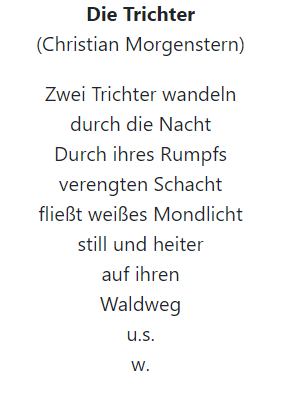 Die Trichter
(Christian Morgenstern)
Zwei Trichter wandeln
durch die Nacht
Durch ihres Rumpfs
verengten Schacht
fließt weißes Mondlicht
still und heiter
auf ihren
Waldweg
u.s.
w.